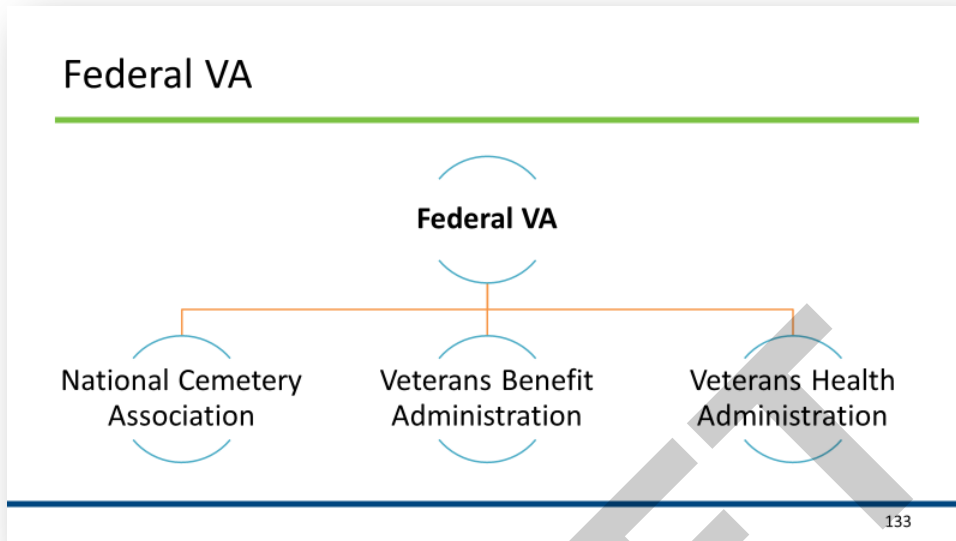 Federal VA
Federal VA
National Cemetery
Association
Veterans Benefit
Administration
Veterans Health
Administration
133